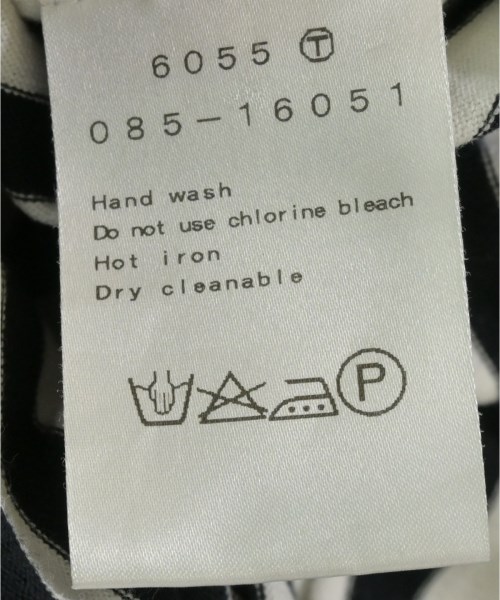 6055 Ⓣ
085-16051
Hand wash
Do not use chlorine bleach
Hot iron
Dry cleanable
P